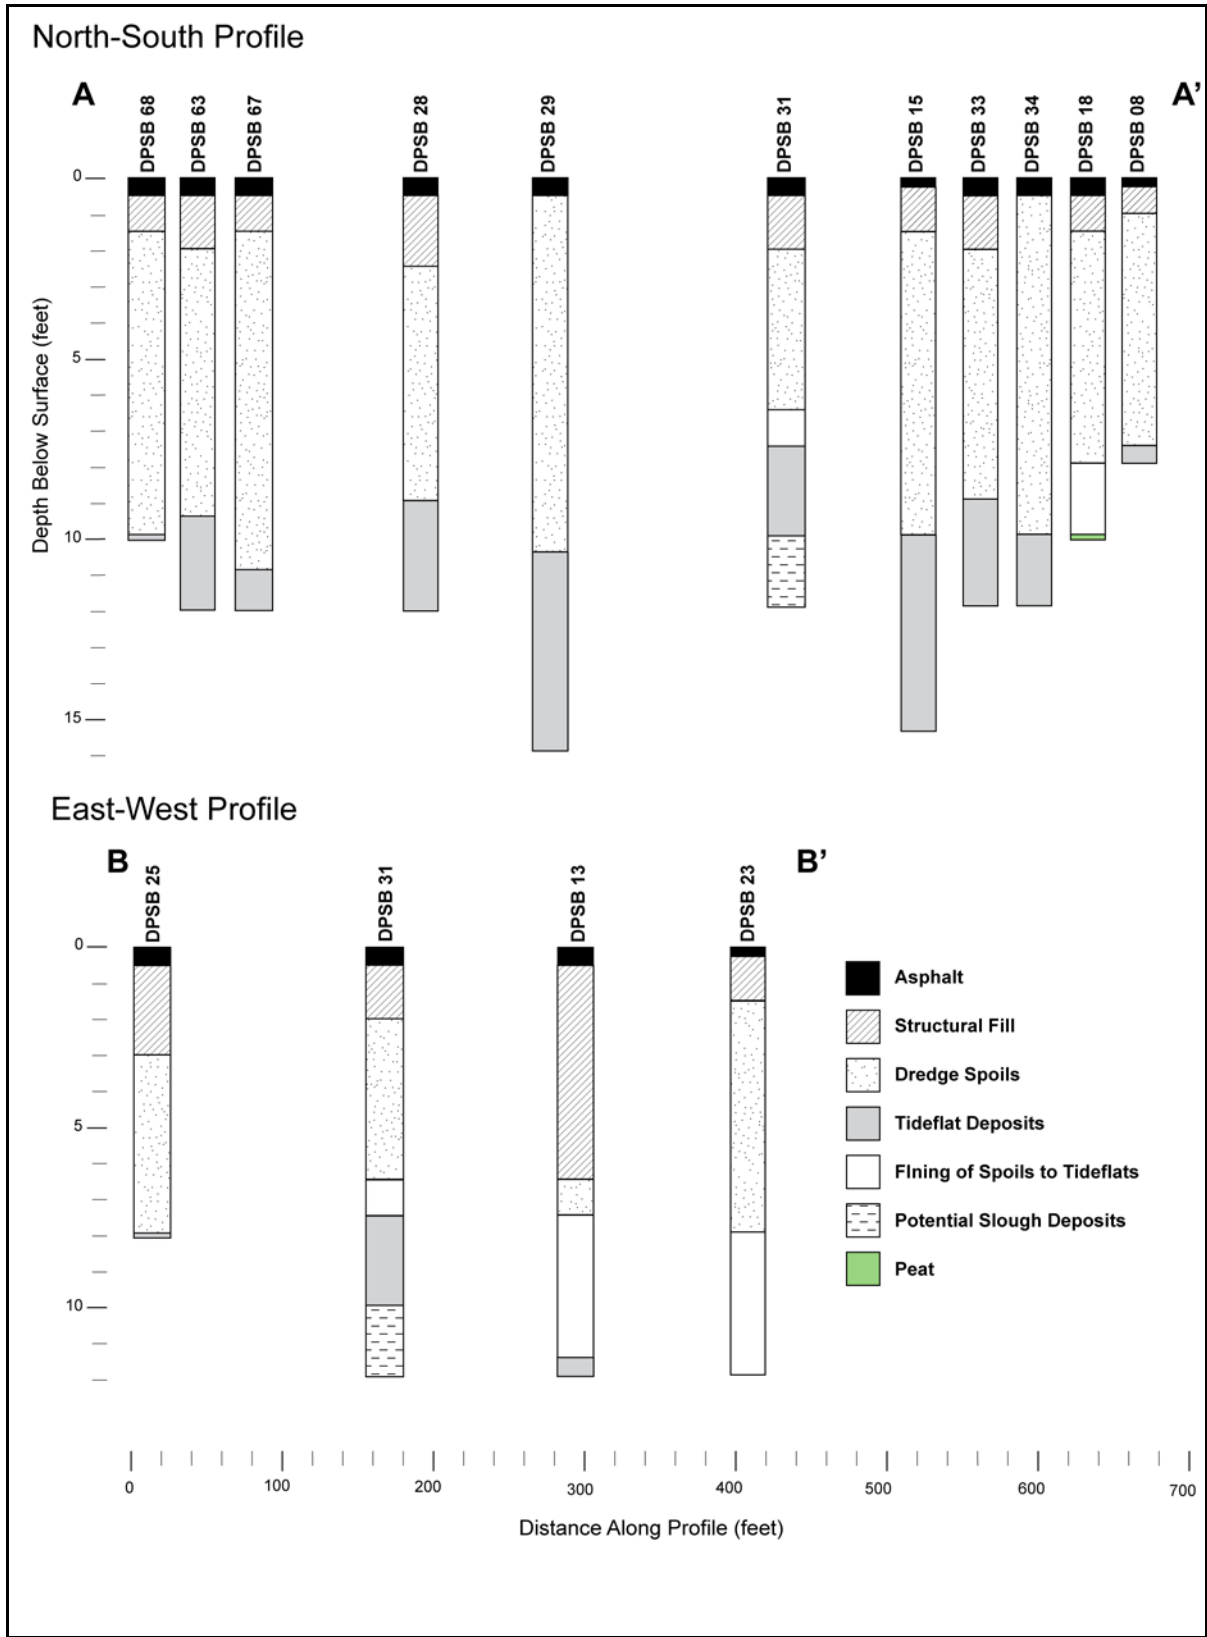 North-South Profile
A
DPSB 68
DPSB 63
DPSB 67
DPSB 28
DPSB 29
DPSB 31
DPSB 15
DPSB 33
DPSB 34
DPSB 18
DPSB 08
A’
0
5
10
15
Depth Below Surface (feet)
East-West Profile
B
DPSB 25
DPSB 31
DPSB 13
DPSB 23
B’
0
5
10
Asphalt
Structural Fill
Dredge Spoils
Tideflat Deposits
FIning of Spoils to Tideflats
Potential Slough Deposits
Peat
0 100 200 300 400 500 600 700
Distance Along Profile (feet)